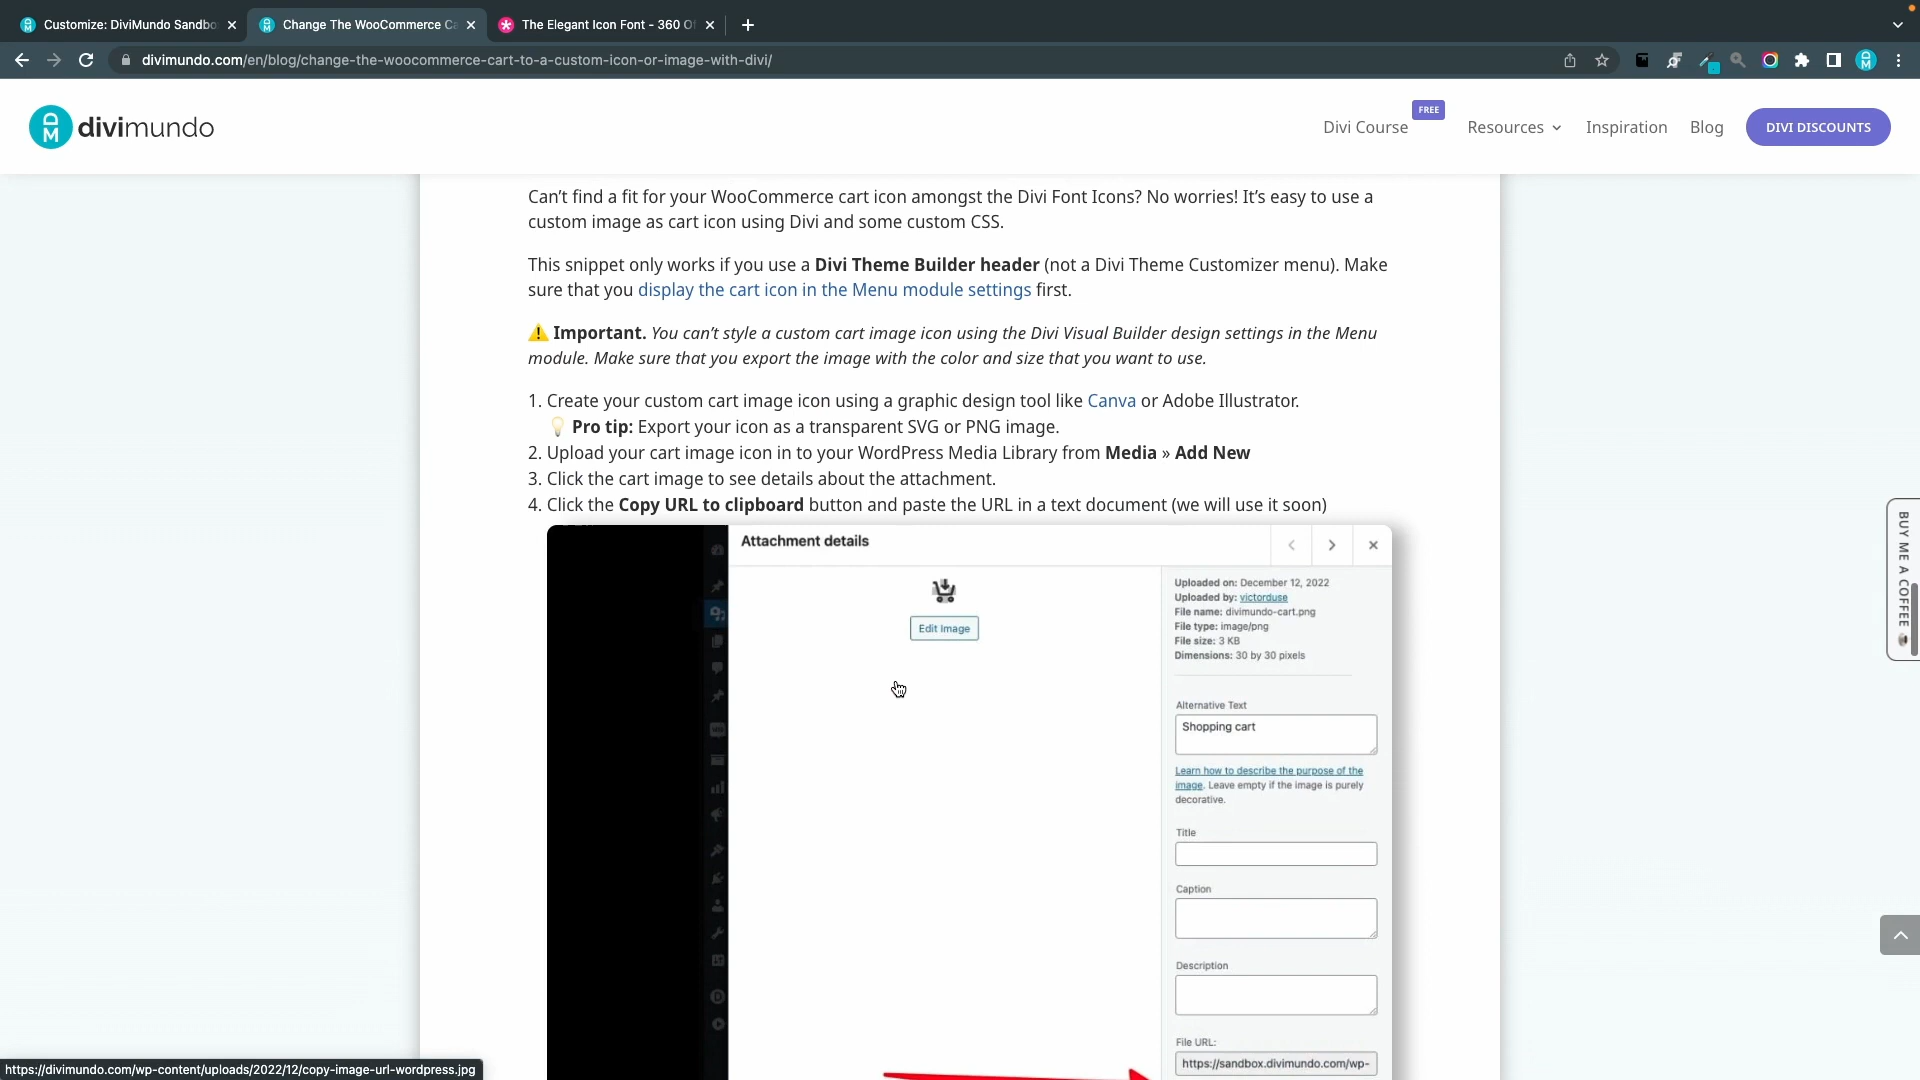 Customize: DiviMundo Sandbo
Change The WooCommerce Ca
The Elegant Icon Font - 360 Of
divimundo.com/en/blog/change-the-woocommerce-cart-to-a-custom-icon-or-image-with-divi/
divimundo
Divi Course
FREE
Resources
Inspiration
Blog
DIVI DISCOUNTS
Can't find a fit for your WooCommerce cart icon amongst the Divi Font Icons? No worries! It's easy to use a
custom image as cart icon using Divi and some custom CSS.
This snippet only works if you use a Divi Theme Builder header (not a Divi Theme Customizer menu). Make
sure that you display the cart icon in the Menu module settings first.
⚠️ Important. You can't style a custom cart image icon using the Divi Visual Builder design settings in the Menu
module. Make sure that you export the image with the color and size that you want to use.
1. Create your custom cart image icon using a graphic design tool like Canva or Adobe Illustrator.
💡 Pro tip: Export your icon as a transparent SVG or PNG image.
2. Upload your cart image icon in to your WordPress Media Library from Media » Add New
3. Click the cart image to see details about the attachment.
4. Click the Copy URL to clipboard button and paste the URL in a text document (we will use it soon)
Attachment details
Edit Image
Uploaded on: December 12, 2022
Uploaded by: victorduse
File name: divimundo-cart.png
File type: image/png
File size: 3 KB
Dimensions: 30 by 30 pixels
Alternative Text
Shopping cart
Learn how to describe the purpose of the
image. Leave empty if the image is purely
decorative.
Title
Caption
Description
File URL:
https://sandbox.divimundo.com/wp-
BUY ME A COFFEE
https://divimundo.com/wp-content/uploads/2022/12/copy-image-url-wordpress.jpg